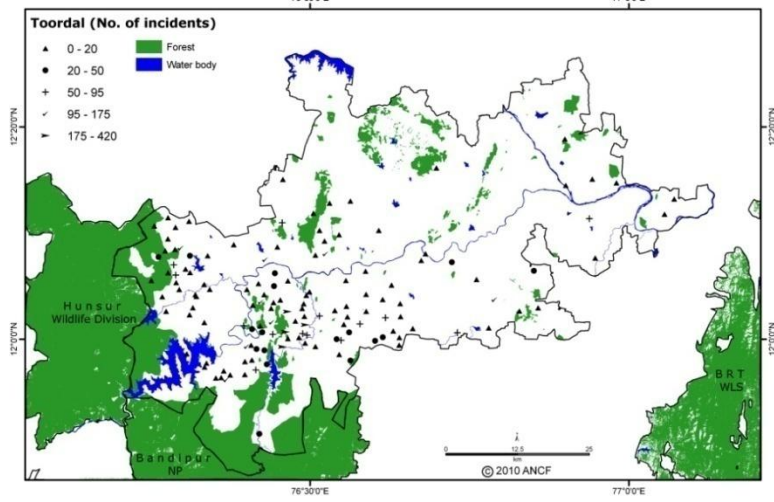 Toordal (No. of incidents)
0 - 20
20 - 50
50 - 95
95 - 175
175 - 420
Forest
Water body
12°20'0"N
12°20'0"N
Hunsur
Wildlife Division
12°0'0"N
12°0'0"N
BRT
WLS
Bandipur
NP
0 12.5 25
km
© 2010 ANCF
76°30'0"E
77°0'0"E